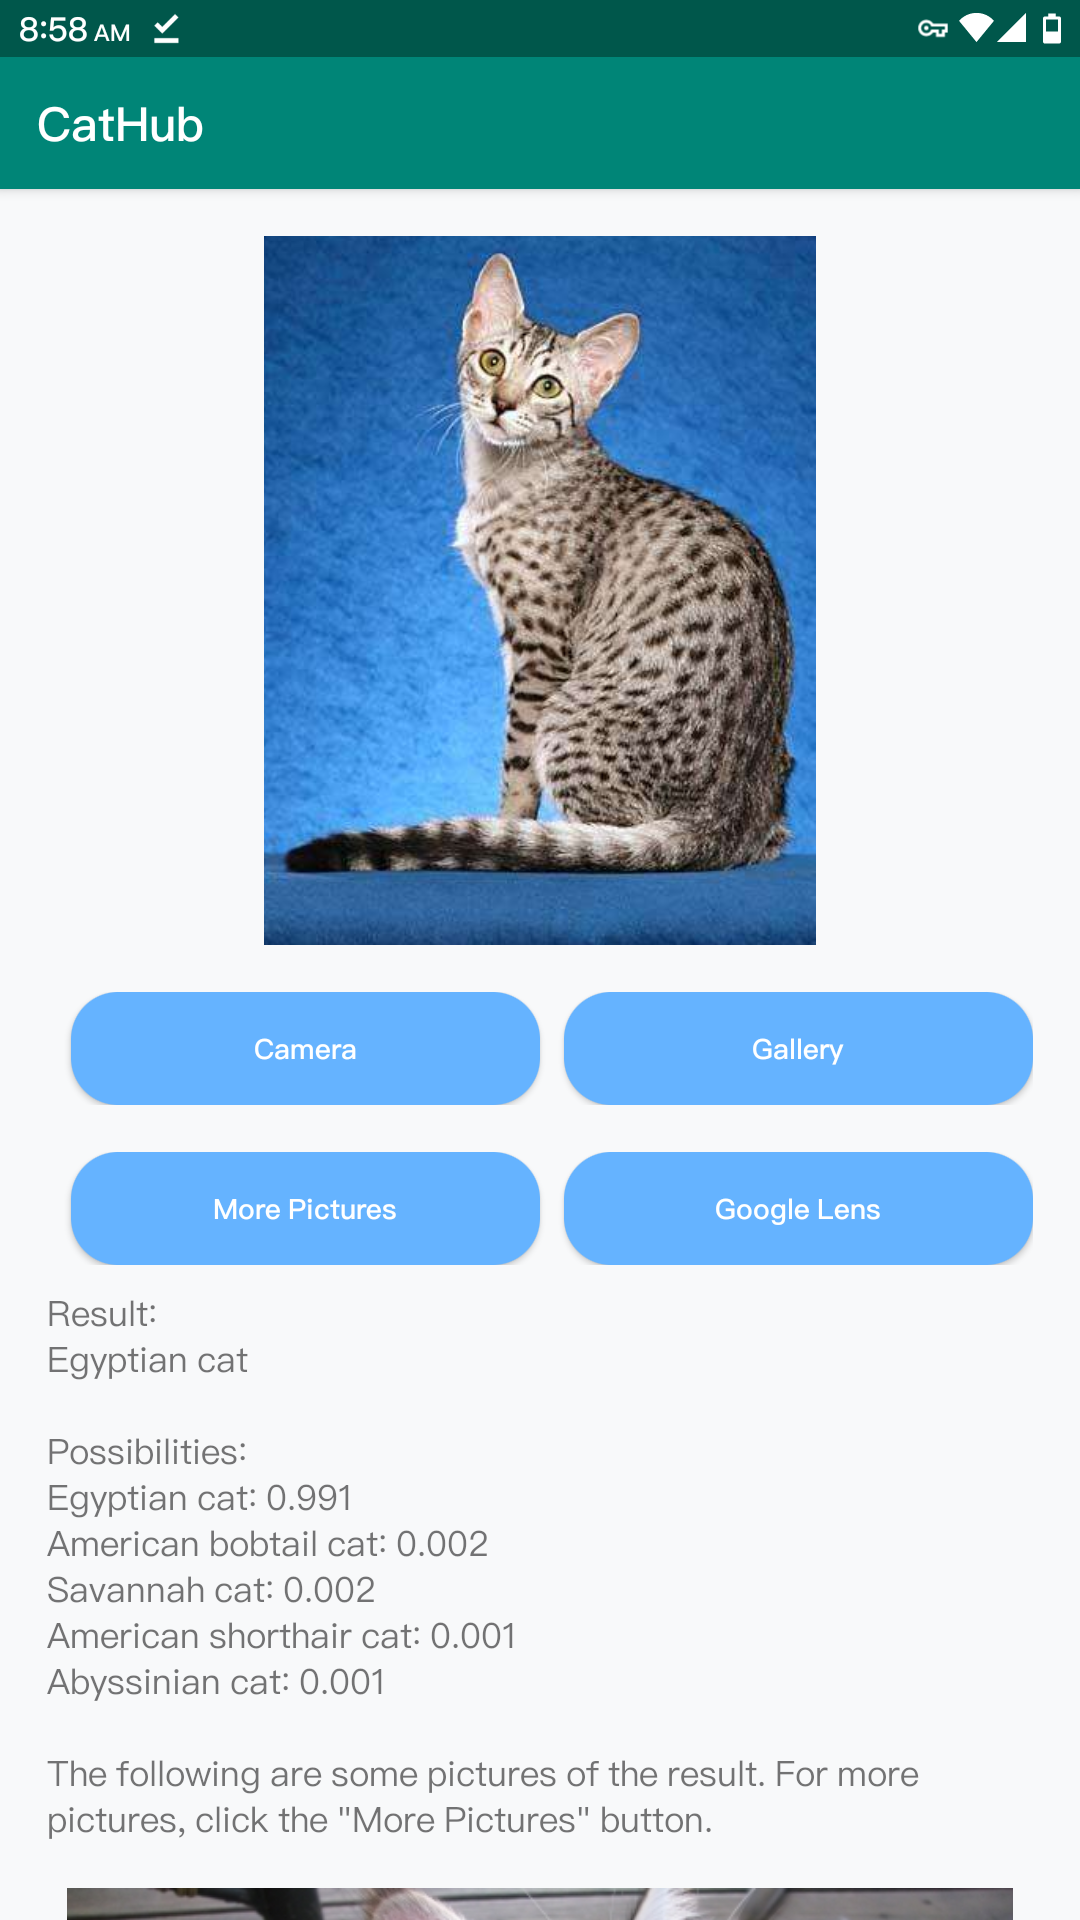 8:58 AM
CatHub
Camera
Gallery
More Pictures
Google Lens
Result:
Egyptian cat
Possibilities:
Egyptian cat: 0.991
American bobtail cat: 0.002
Savannah cat: 0.002
American shorthair cat: 0.001
Abyssinian cat: 0.001
The following are some pictures of the result. For more
pictures, click the "More Pictures" button.